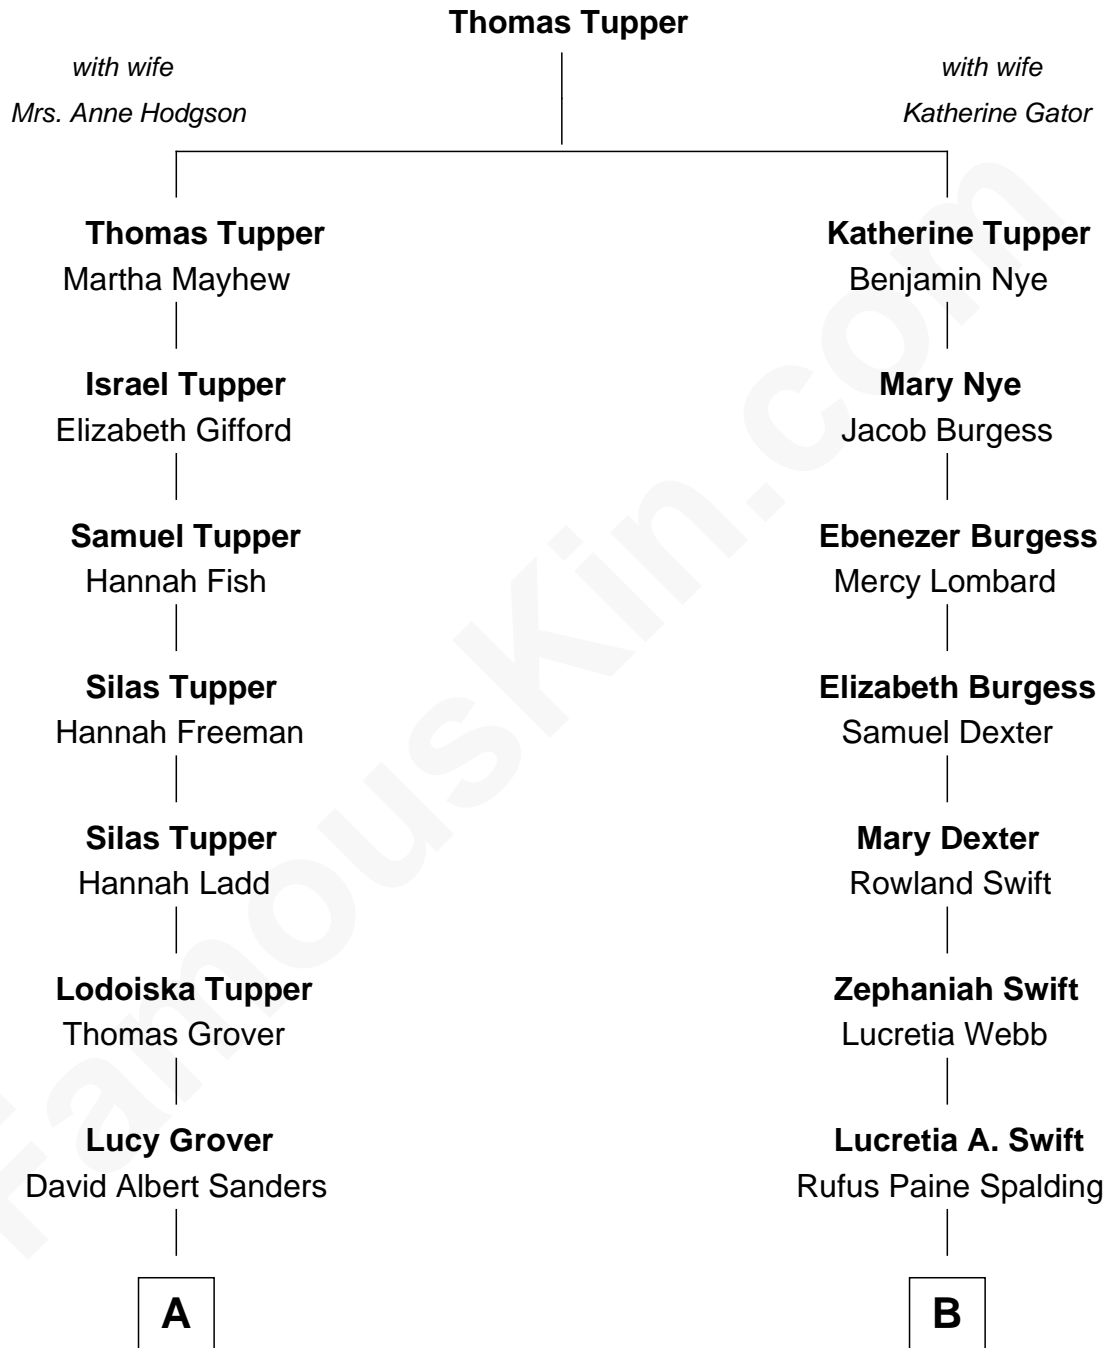 Thomas Tupper
with wife
Mrs. Anne Hodgson
with wife
Katherine Gator
Thomas Tupper
Martha Mayhew
Katherine Tupper
Benjamin Nye
Israel Tupper
Elizabeth Gifford
Mary Nye
Jacob Burgess
Samuel Tupper
Hannah Fish
Ebenezer Burgess
Mercy Lombard
Silas Tupper
Hannah Freeman
Elizabeth Burgess
Samuel Dexter
Silas Tupper
Hannah Ladd
Mary Dexter
Rowland Swift
Lodoiska Tupper
Thomas Grover
Zephaniah Swift
Lucretia Webb
Lucy Grover
David Albert Sanders
Lucretia A. Swift
Rufus Paine Spalding
A
B
FamousKin.com